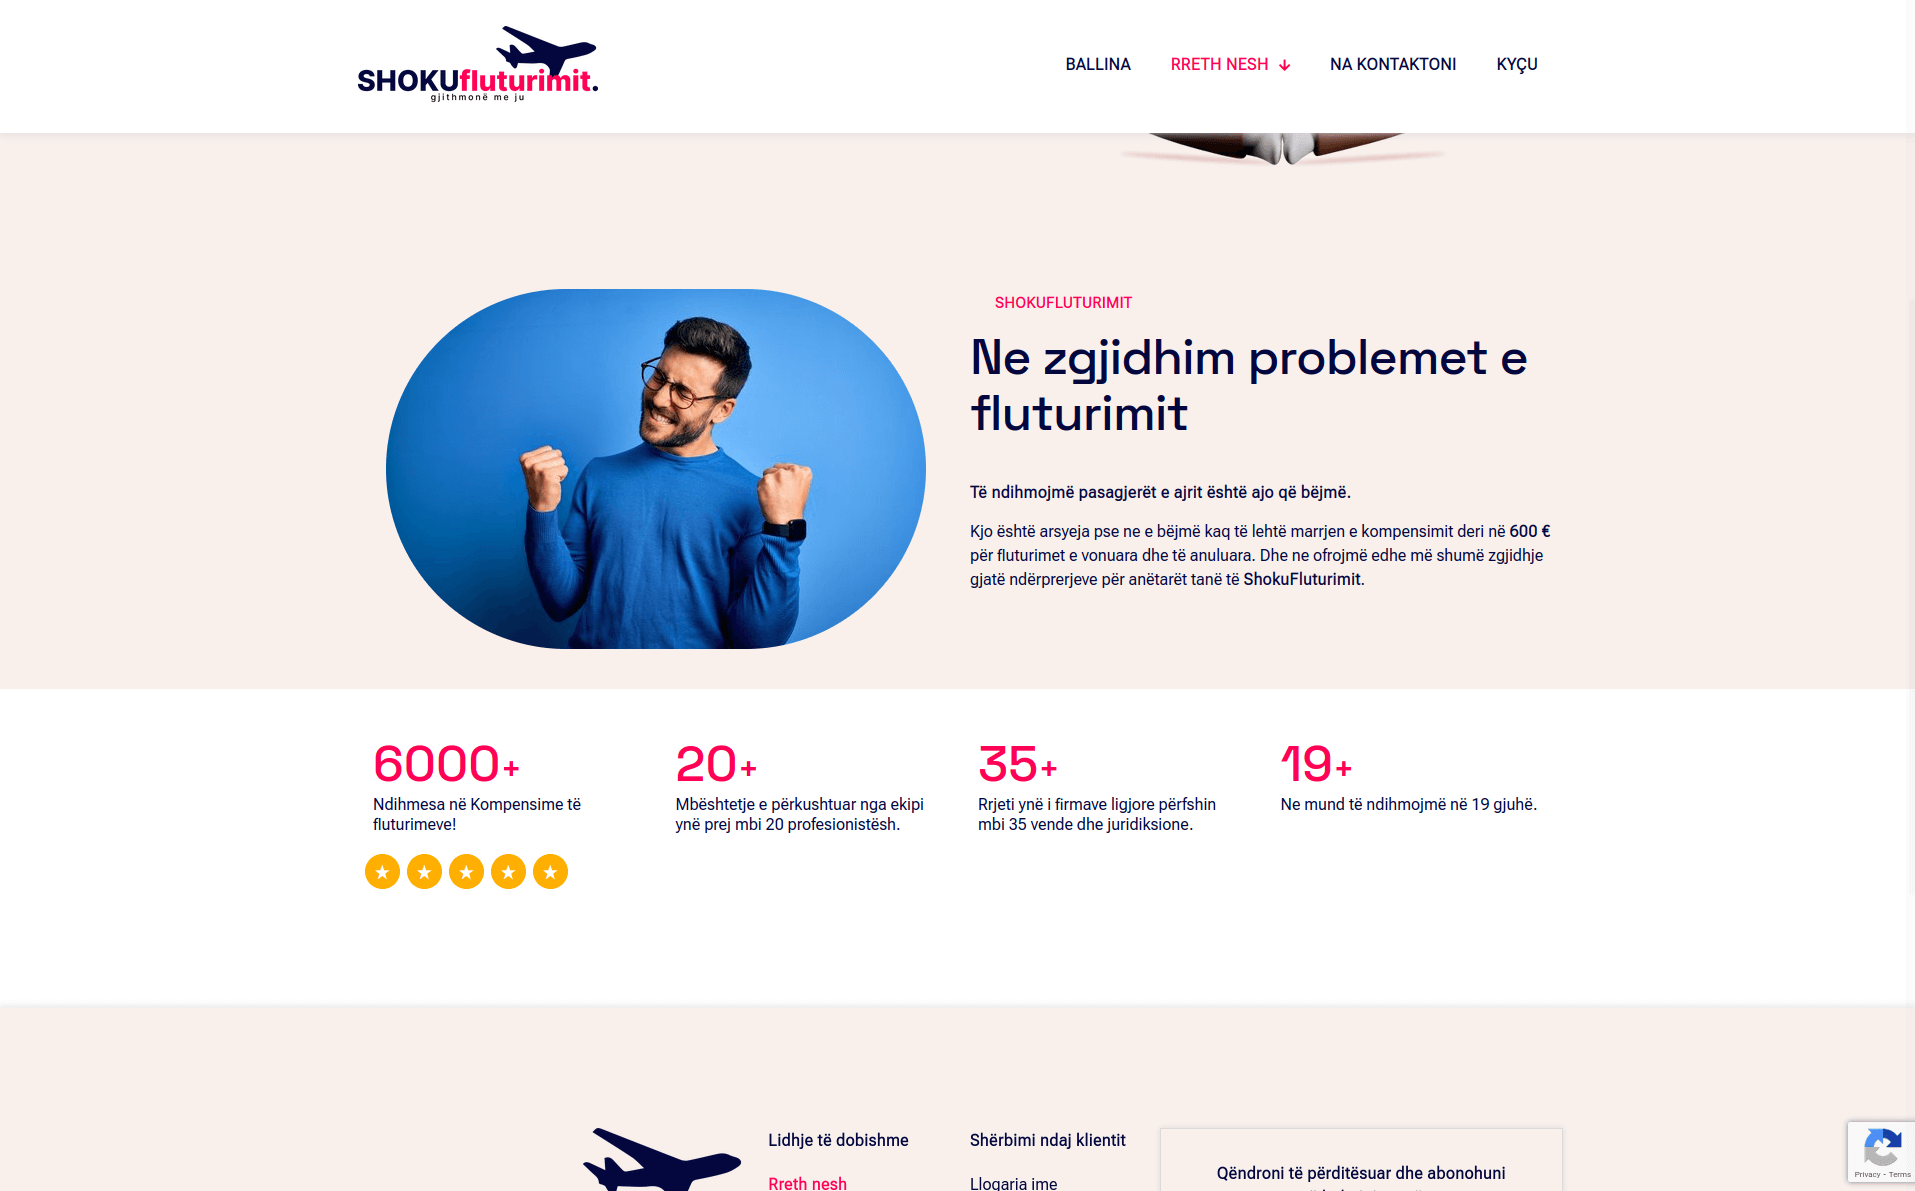 SHOKUfluturimit.
gjithmonë me ju
BALLINA
RRETH NESH
NA KONTAKTONI
KYÇU
SHOKUFLUTURIMIT
Ne zgjidhim problemet e
fluturimit
Të ndihmojmë pasagjerët e ajrit është ajo që bëjmë.
Kjo është arsyeja pse ne e bëjmë kaq të lehtë marrjen e kompensimit deri në 600 €
për fluturimet e vonuara dhe të anuluara. Dhe ne ofrojmë edhe më shumë zgjidhje
gjatë ndërprerjeve për anëtarët tanë të ShokuFluturimit.
6000+
Ndihmesa në Kompensime të
fluturimeve!
20+
Mbështetje e përkushtuar nga ekipi
ynë prej mbi 20 profesionistësh.
35+
Rrjeti ynë i firmave ligjore përfshin
mbi 35 vende dhe juridiksione.
19+
Ne mund të ndihmojmë në 19 gjuhë.
Lidhje të dobishme
Rreth nesh
Shërbimi ndaj klientit
Llogaria ime
Qëndroni të përditësuar dhe abonohuni
Privacy - Terms